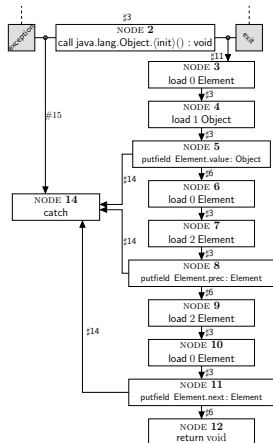 ♯3
exception
NODE 2
call java.lang.Object.⟨init⟩() : void
exit
♯11
NODE 3
load 0 Element
♯3
NODE 4
load 1 Object
♯3
NODE 5
putfield Element.value : Object
#15
♯14
♯6
NODE 6
load 0 Element
NODE 14
catch
♯3
NODE 7
load 2 Element
♯14
♯3
NODE 8
putfield Element.prec : Element
♯6
NODE 9
load 2 Element
♯14
♯3
NODE 10
load 0 Element
♯3
NODE 11
putfield Element.next : Element
♯6
NODE 12
return void